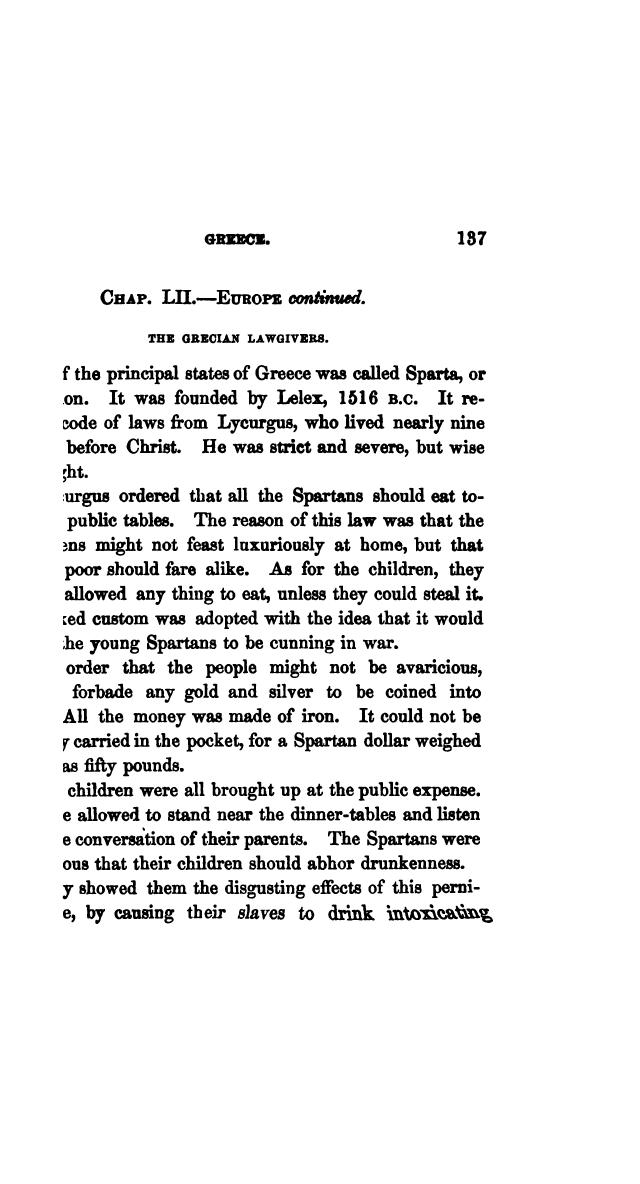 GREECE. 137
CHAP. LII.—EUROPE continued.
THE GRECIAN LAWGIVERS.
f the principal states of Greece was called Sparta, or
on. It was founded by Lelex, 1516 B.C. It re-
code of laws from Lycurgus, who lived nearly nine
before Christ. He was strict and severe, but wise
ght.
urgus ordered that all the Spartans should eat to-
public tables. The reason of this law was that the
ens might not feast luxuriously at home, but that
poor should fare alike. As for the children, they
allowed any thing to eat, unless they could steal it.
ked custom was adopted with the idea that it would
he young Spartans to be cunning in war.
order that the people might not be avaricious,
forbade any gold and silver to be coined into
All the money was made of iron. It could not be
y carried in the pocket, for a Spartan dollar weighed
as fifty pounds.
children were all brought up at the public expense.
e allowed to stand near the dinner-tables and listen
e conversation of their parents. The Spartans were
ous that their children should abhor drunkenness.
y showed them the disgusting effects of this perni-
e, by causing their slaves to drink intoxicating